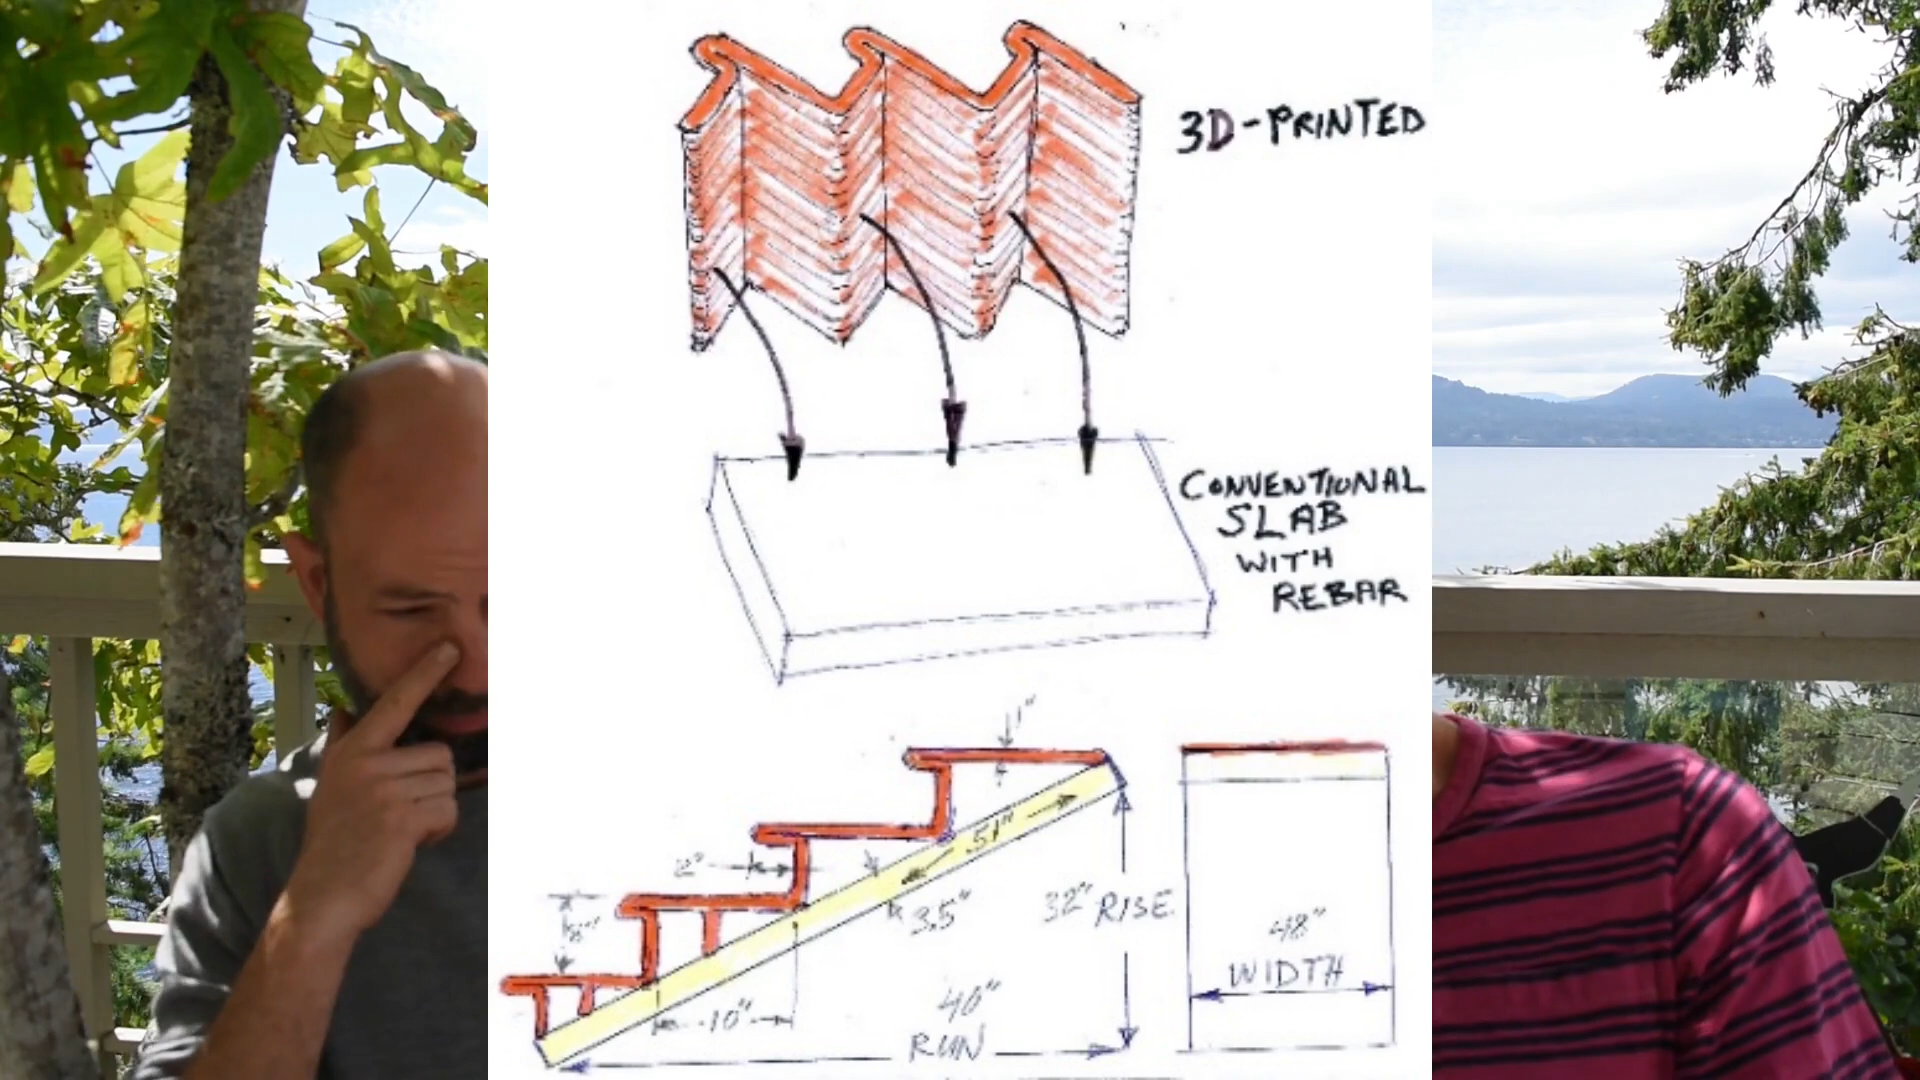 3D-PRINTED
CONVENTIONAL
SLAB
WITH
REBAR
1"
51"
2"
3.5"
32" RISE
8"
48"
WIDTH
10"
40"
RUN